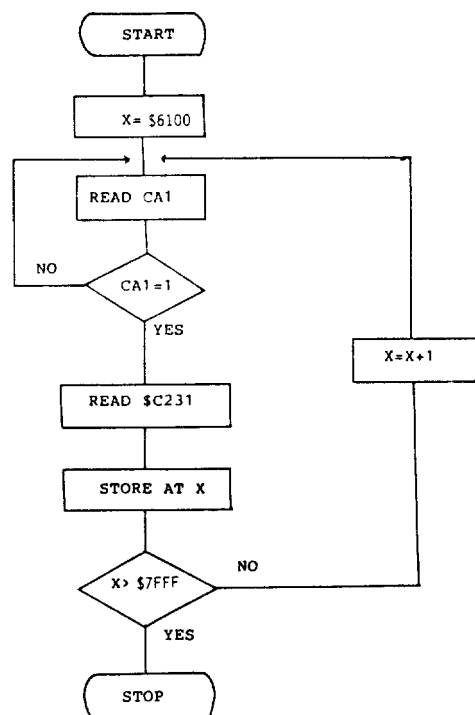 START
X= $6100
READ CA1
NO
CA1=1
YES
X=X+1
READ $C231
STORE AT X
NO
X> $7FFF
YES
STOP